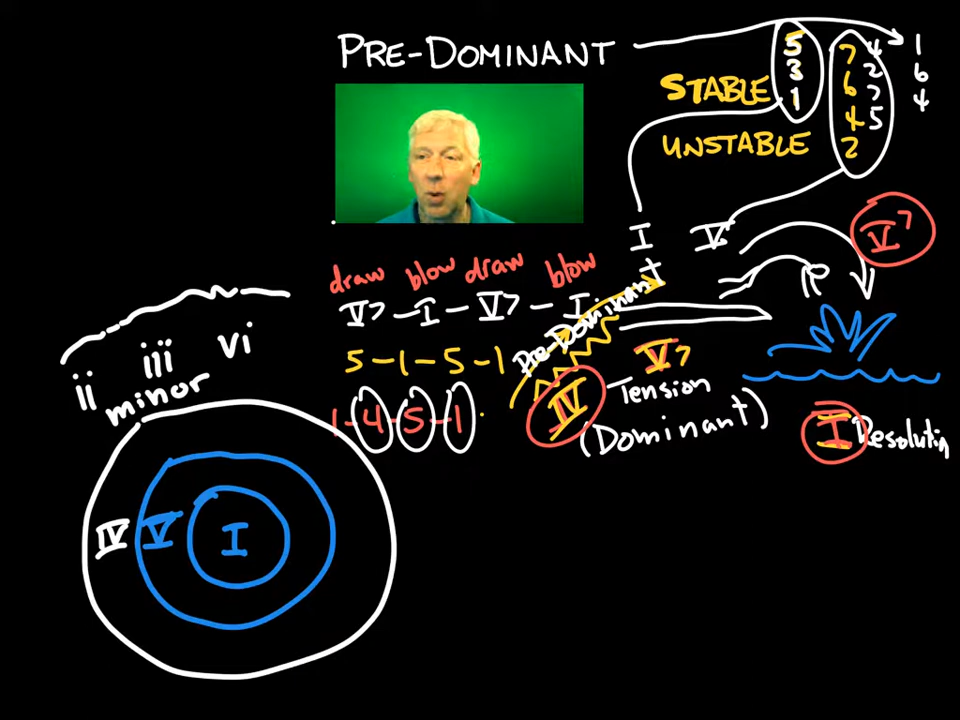 PRE-DOMINANT
STABLE
UNSTABLE
5
3
1
7
6
4
2
4
2
7
5
1
6
4
I V
V7
draw blow draw blow
V7 - I - V7 - I
5 - 1 - 5 - 1
1 - 4 - 5 - 1
Pre-Dominant
IV
V7
Tension
(Dominant)
I Resolutin
ii iii vi
minor
IV V I